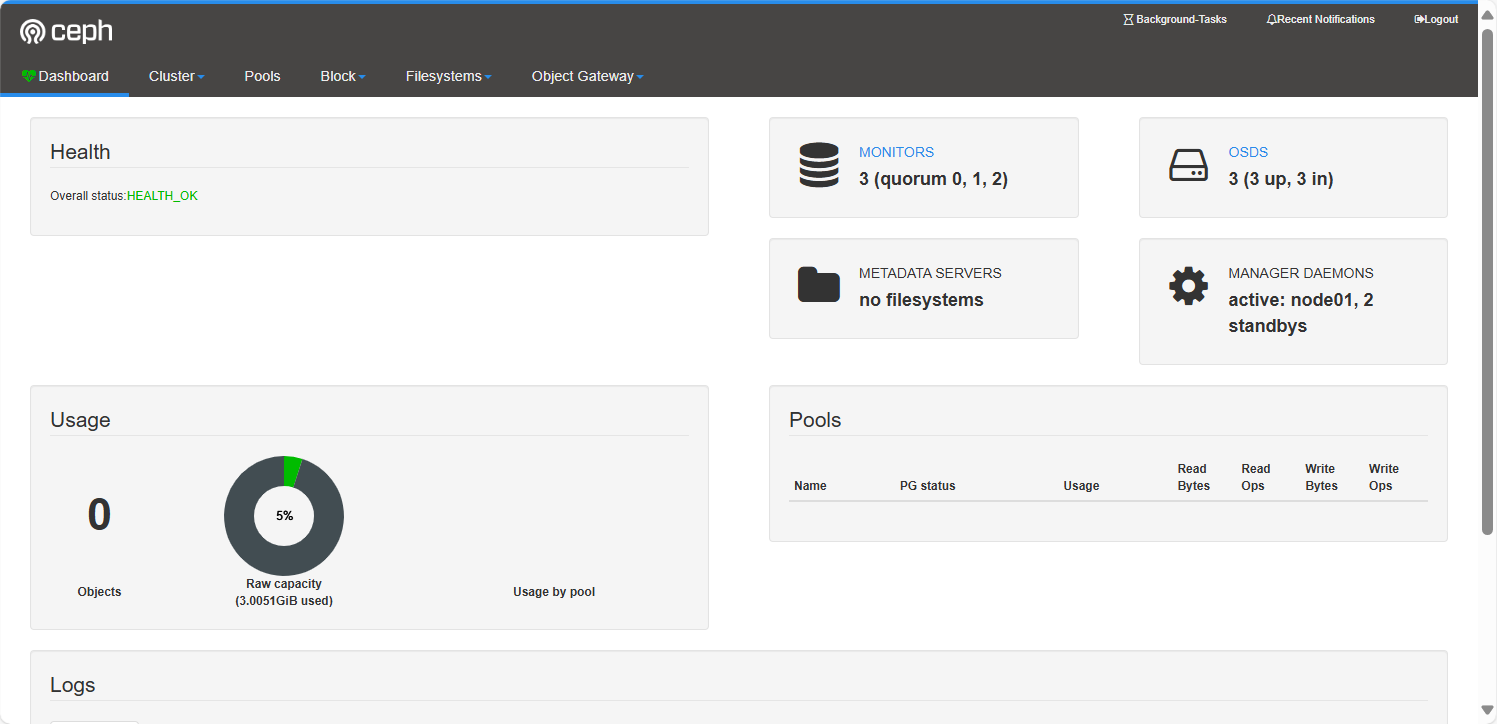 ceph
Background-Tasks
Recent Notifications
Logout
Dashboard
Cluster
Pools
Block
Filesystems
Object Gateway
Health
Overall status:HEALTH_OK
MONITORS
3 (quorum 0, 1, 2)
OSDS
3 (3 up, 3 in)
METADATA SERVERS
no filesystems
MANAGER DAEMONS
active: node01, 2
standbys
Usage
0
Objects
5%
Raw capacity
(3.0051GiB used)
Usage by pool
Pools
Name
PG status
Usage
Read
Bytes
Read
Ops
Write
Bytes
Write
Ops
Logs